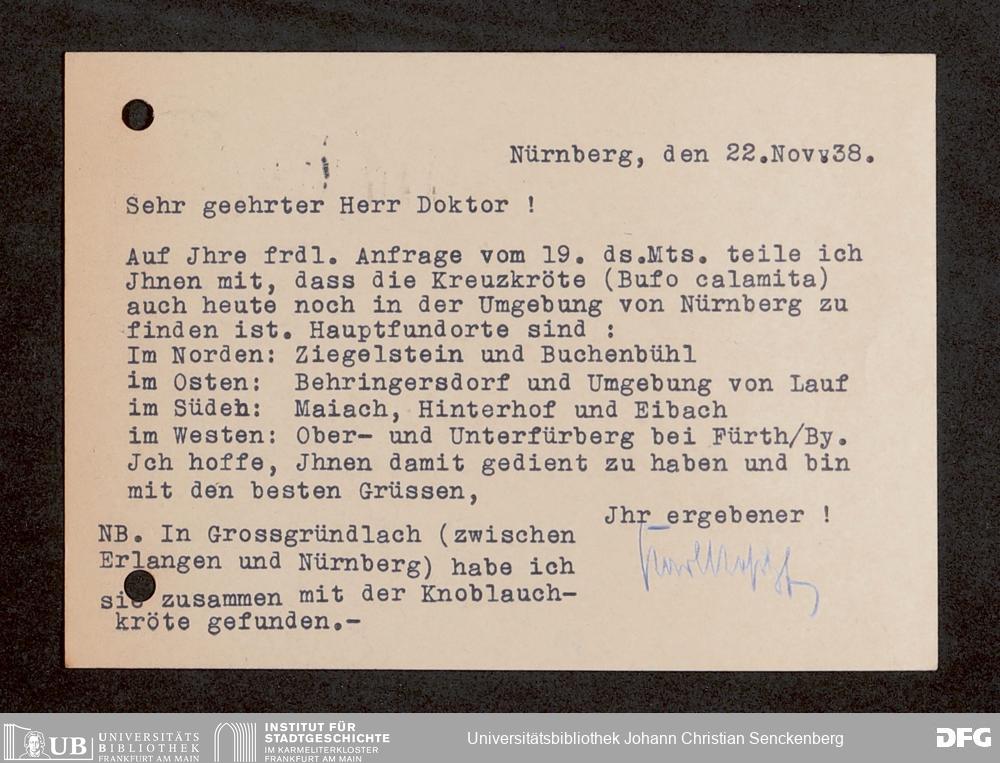 Nürnberg, den 22.Nov.38.
Sehr geehrter Herr Doktor !
Auf Jhre frdl. Anfrage vom 19. ds.Mts. teile ich
Jhnen mit, dass die Kreuzkröte (Bufo calamita)
auch heute noch in der Umgebung von Nürnberg zu
finden ist. Hauptfundorte sind :
Im Norden: Ziegelstein und Buchenbühl
im Osten: Behringersdorf und Umgebung von Lauf
im Süden: Maiach, Hinterhof und Eibach
im Westen: Ober- und Unterfürberg bei Fürth/By.
Jch hoffe, Jhnen damit gedient zu haben und bin
mit den besten Grüssen,
Jhr ergebener !
NB. In Grossgründlach (zwischen
Erlangen und Nürnberg) habe ich
sie zusammen mit der Knoblauch-
kröte gefunden.-
UB UNIVERSITÄTS
BIBLIOTHEK
FRANKFURT AM MAIN
INSTITUT FÜR
STADTGESCHICHTE
IM KARMELITERKLOSTER
FRANKFURT AM MAIN
Universitätsbibliothek Johann Christian Senckenberg
DFG